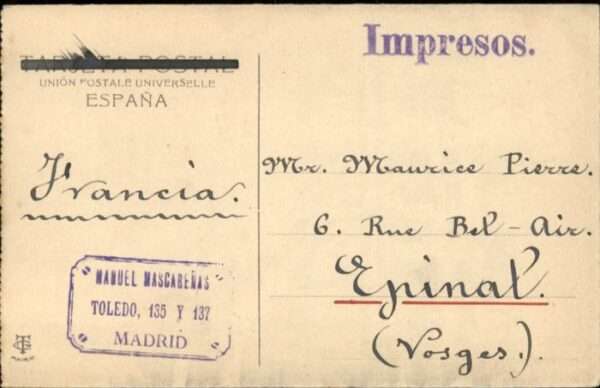 Impresos.
TARJETA POSTAL
UNIÓN POSTALE UNIVERSELLE
ESPAÑA
Francia.
Mr. Maurice Pierre.
6. Rue Bel-Air.
Epinal.
(Vosges.)
MANUEL MASCAREÑAS
TOLEDO, 135 Y 137
MADRID